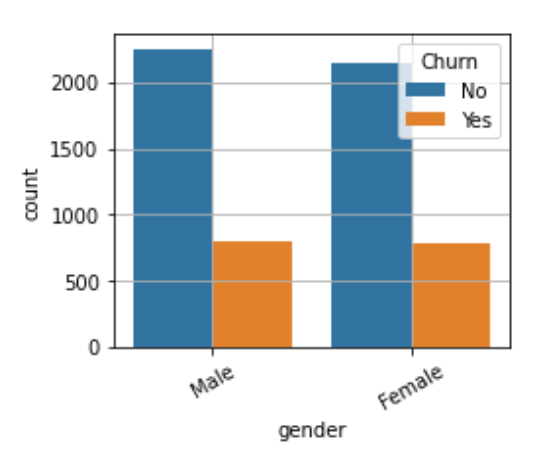 Churn
No
Yes
2000
1500
1000
500
0
count
Male
Female
gender